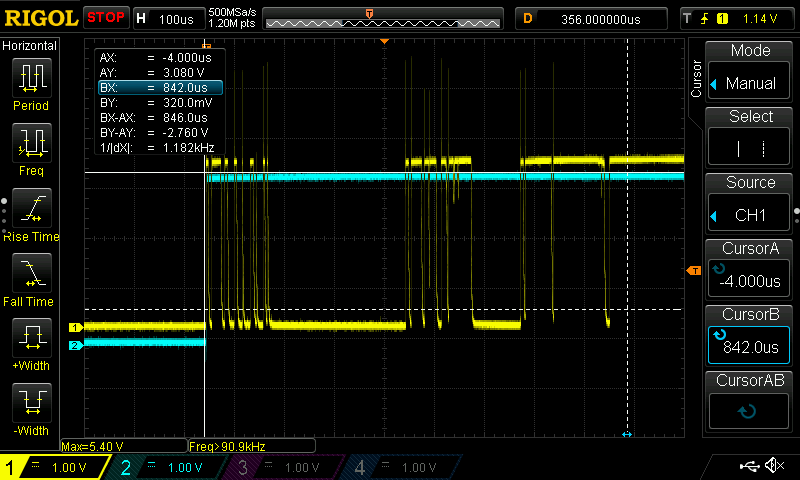 RIGOL STOP H 100us 500MSa/s 1.20M pts T D 356.000000us T 1 1.14 V
Horizontal
Period
Freq
Rise Time
Fall Time
+Width
-Width
AX: = -4.000us
AY: = 3.080 V
BX: = 842.0us
BY: = 320.0mV
BX-AX: = 846.0us
BY-AY: = -2.760 V
1/|dX|: = 1.182kHz
T
1
2
T
Max=5.40 V Freq>90.9kHz
Cursor
Mode
Manual
Select
Source
CH1
CursorA
-4.000us
CursorB
842.0us
CursorAB
1 = 1.00 V 2 = 1.00 V 3 = 1.00 V 4 = 1.00 V